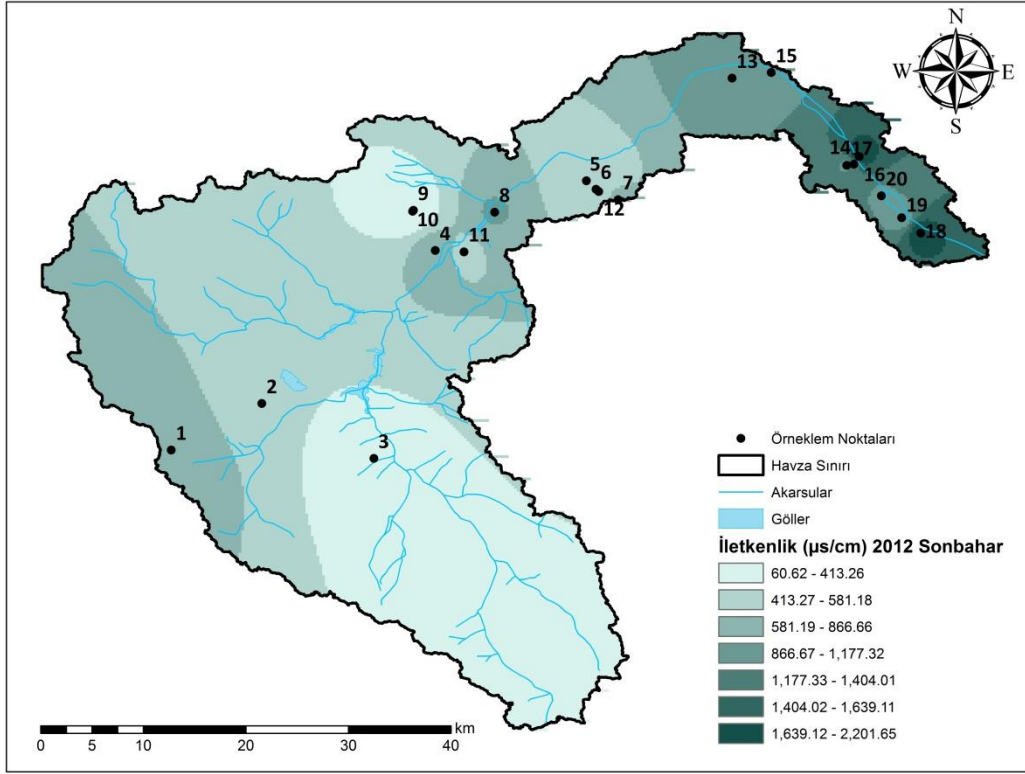 N
W E
S
13
15
14
17
16
20
19
18
5
6
7
12
9
10
8
4
11
2
1
3
Örneklem Noktaları
Havza Sınırı
Akarsular
Göller
İletkenlik (µs/cm) 2012 Sonbahar
60.62 - 413.26
413.27 - 581.18
581.19 - 866.66
866.67 - 1,177.32
1,177.33 - 1,404.01
1,404.02 - 1,639.11
1,639.12 - 2,201.65
km
0 5 10 20 30 40